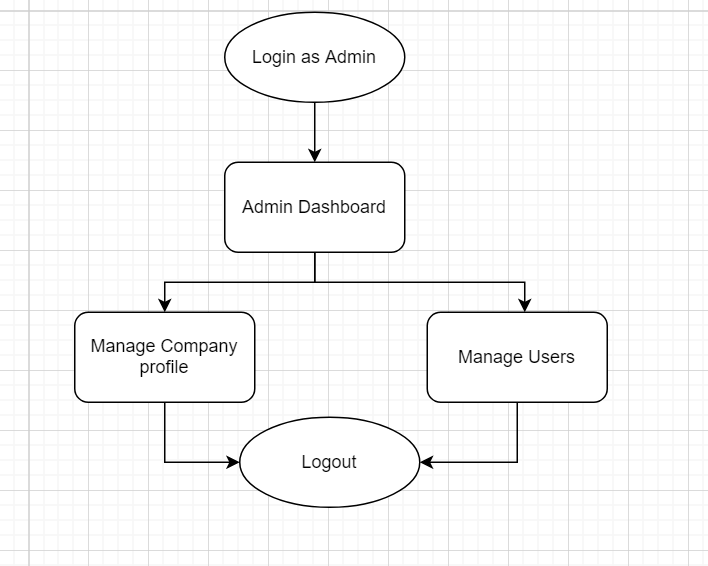 Login as Admin
Admin Dashboard
Manage Company
profile
Manage Users
Logout